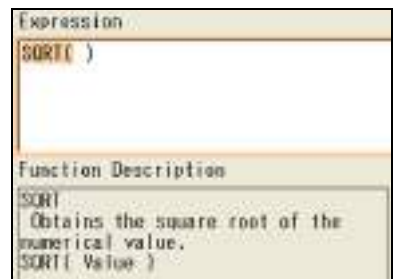 Expression
SQRT( )
Function Description
SQRT
Obtains the square root of the
numerical value.
SQRT( Value )